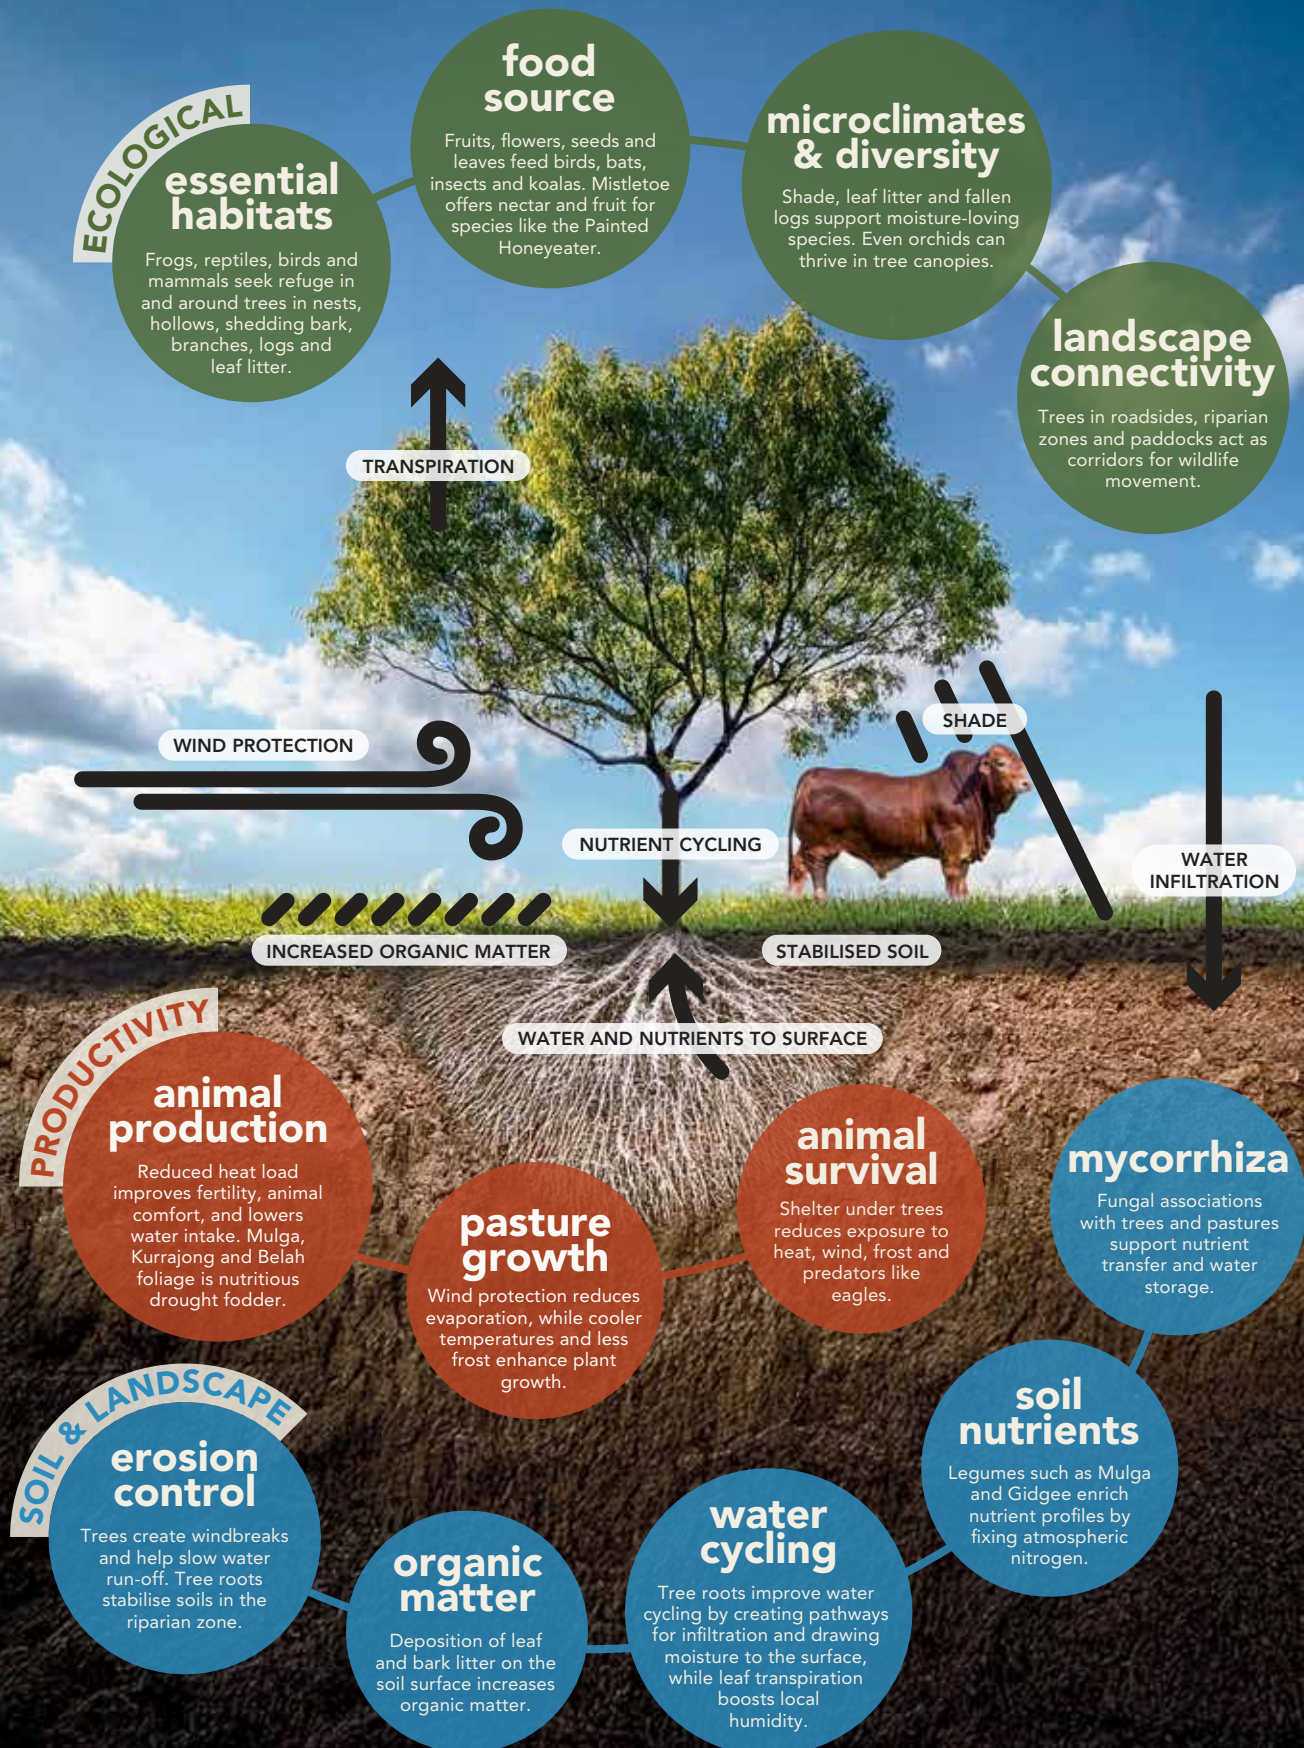 ECOLOGICAL
essential
habitats
Frogs, reptiles, birds and
mammals seek refuge in
and around trees in nests,
hollows, shedding bark,
branches, logs and
leaf litter.
food
source
Fruits, flowers, seeds and
leaves feed birds, bats,
insects and koalas. Mistletoe
offers nectar and fruit for
species like the Painted
Honeyeater.
microclimates
& diversity
Shade, leaf litter and fallen
logs support moisture-loving
species. Even orchids can
thrive in tree canopies.
landscape
connectivity
Trees in roadsides, riparian
zones and paddocks act as
corridors for wildlife
movement.
TRANSPIRATION
SHADE
WIND PROTECTION
NUTRIENT CYCLING
WATER
INFILTRATION
INCREASED ORGANIC MATTER
STABILISED SOIL
WATER AND NUTRIENTS TO SURFACE
PRODUCTIVITY
animal
production
Reduced heat load
improves fertility, animal
comfort, and lowers
water intake. Mulga,
Kurrajong and Belah
foliage is nutritious
drought fodder.
pasture
growth
Wind protection reduces
evaporation, while cooler
temperatures and less
frost enhance plant
growth.
animal
survival
Shelter under trees
reduces exposure to
heat, wind, frost and
predators like
eagles.
SOIL & LANDSCAPE
erosion
control
Trees create windbreaks
and help slow water
run-off. Tree roots
stabilise soils in the
riparian zone.
organic
matter
Deposition of leaf
and bark litter on the
soil surface increases
organic matter.
water
cycling
Tree roots improve water
cycling by creating pathways
for infiltration and drawing
moisture to the surface,
while leaf transpiration
boosts local
humidity.
soil
nutrients
Legumes such as Mulga
and Gidgee enrich
nutrient profiles by
fixing atmospheric
nitrogen.
mycorrhiza
Fungal associations
with trees and pastures
support nutrient
transfer and water
storage.